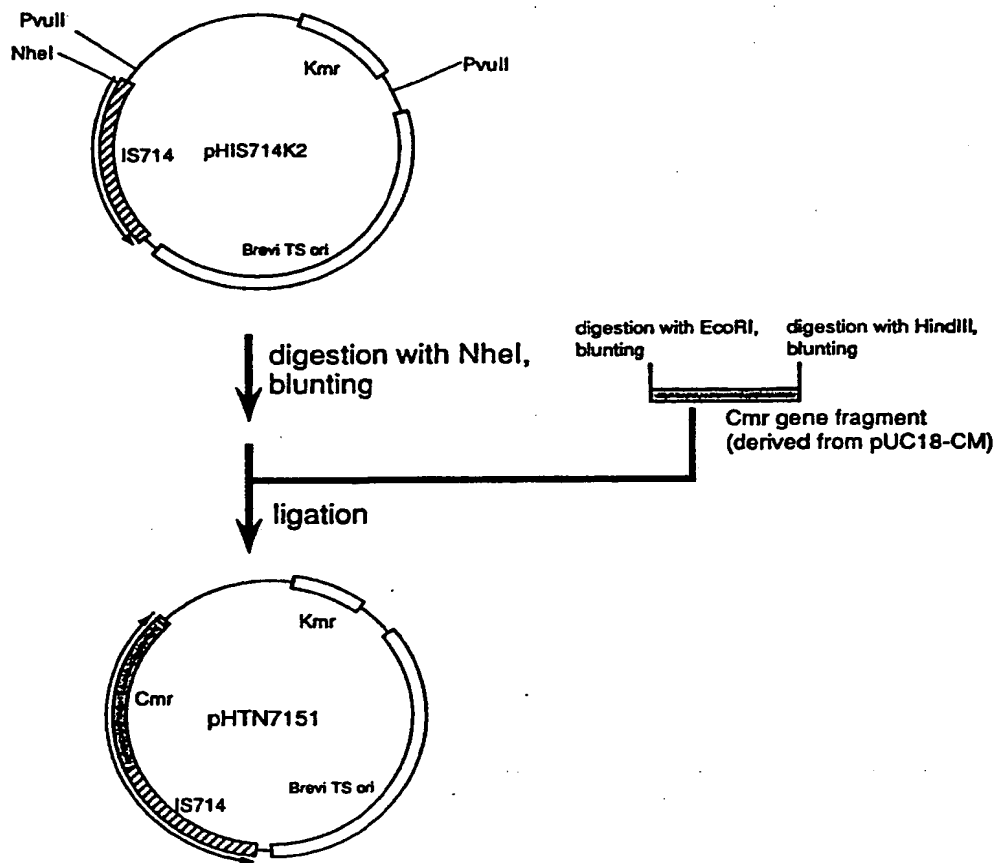 PvuII
NheI
Kmr
PvuII
IS714
pHIS714K2
Brevi TS ori
digestion with NheI,
blunting
digestion with EcoRI,
blunting
digestion with HindIII,
blunting
Cmr gene fragment
(derived from pUC18-CM)
ligation
Kmr
Cmr
pHTN7151
Brevi TS ori
IS714